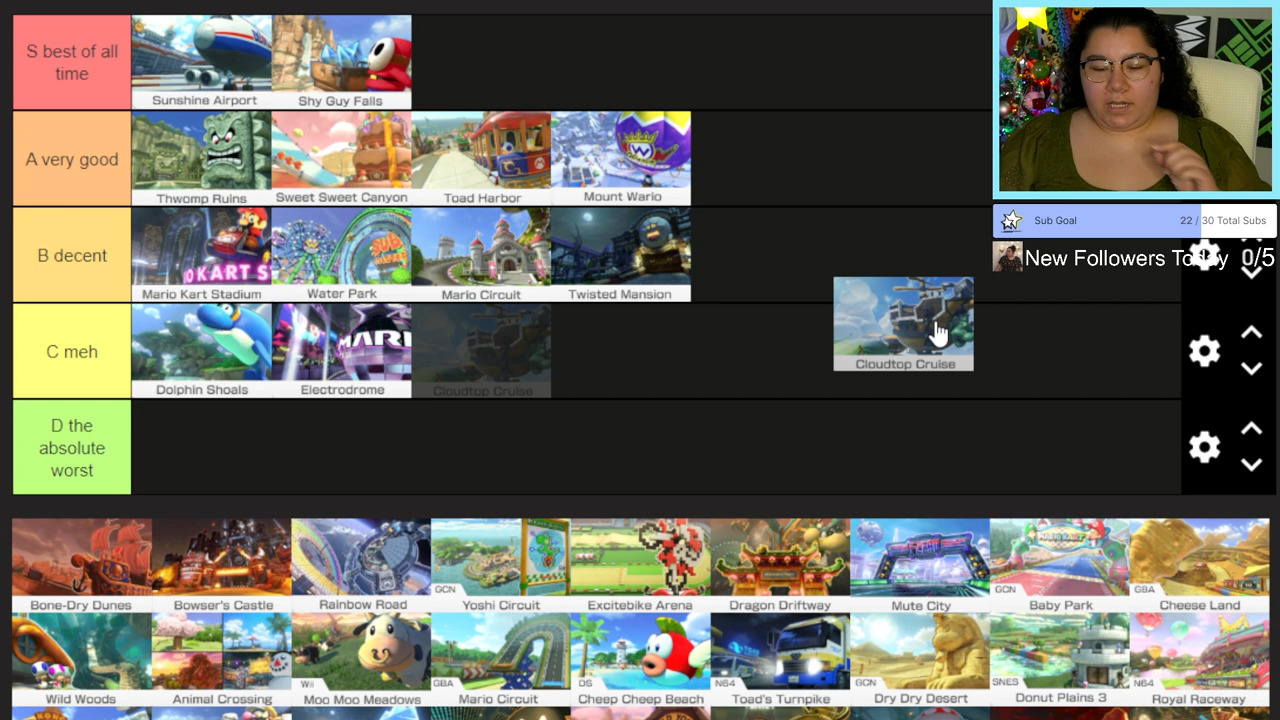 S best of all
time
Sunshine Airport
Shy Guy Falls
A very good
Thwomp Ruins
Sweet Sweet Canyon
Toad Harbor
Mount Wario
Sub Goal
22 / 30 Total Subs
New Followers Today 0/5
B decent
Mario Kart Stadium
Water Park
Mario Circuit
Twisted Mansion
Cloudtop Cruise
C meh
Dolphin Shoals
Electrodrome
Cloudtop Cruise
D the
absolute
worst
Bone-Dry Dunes
Bowser's Castle
Rainbow Road
GCN
Yoshi Circuit
Excitebike Arena
Dragon Driftway
Mute City
GCN
Baby Park
GBA
Cheese Land
Wild Woods
Animal Crossing
Wii
Moo Moo Meadows
GBA
Mario Circuit
DS
Cheep Cheep Beach
N64
Toad's Turnpike
GCN
Dry Dry Desert
SNES
Donut Plains 3
N64
Royal Raceway